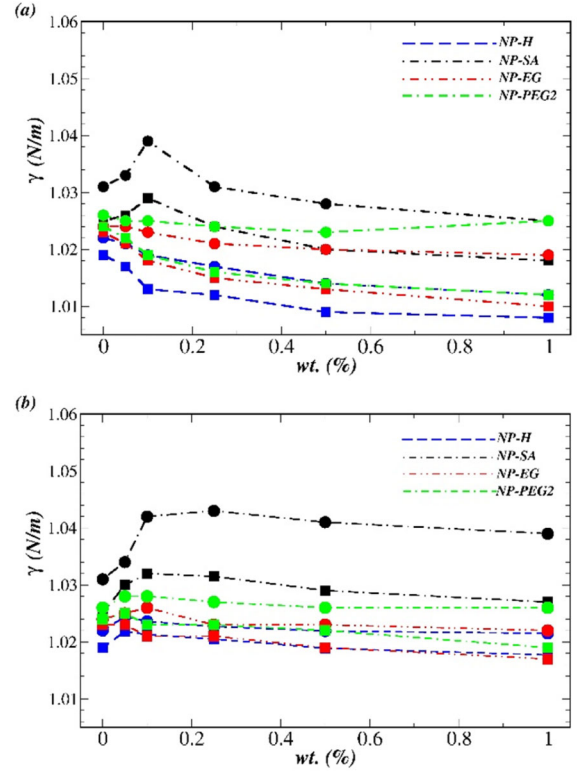 (a)
1.06
1.05
1.04
1.03
1.02
1.01
γ (N/m)
NP-H
NP-SA
NP-EG
NP-PEG2
0 0.2 0.4 0.6 0.8 1
wt. (%)
(b)
1.06
1.05
1.04
1.03
1.02
1.01
γ (N/m)
NP-H
NP-SA
NP-EG
NP-PEG2
0 0.2 0.4 0.6 0.8 1
wt. (%)